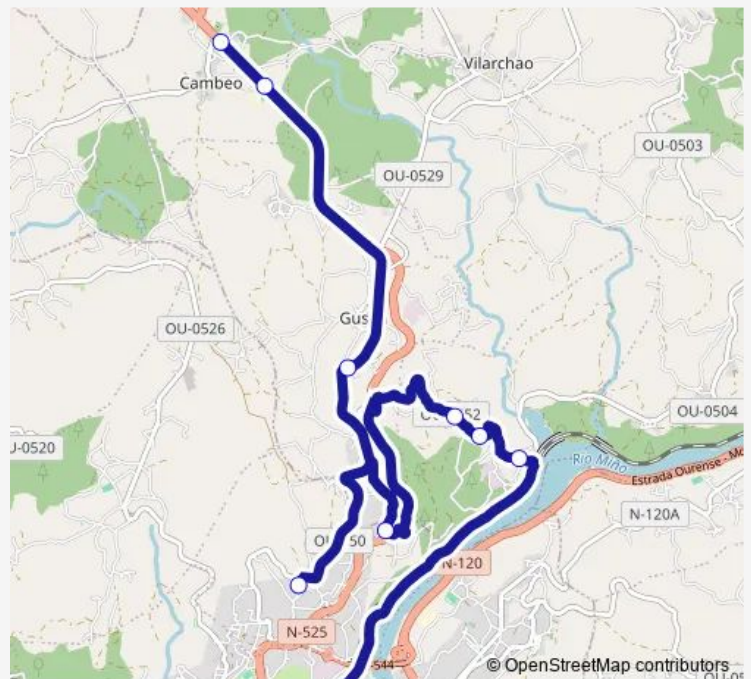 Vilarchao
Cambeo
OU-0503
OU-0529
Gus
OU-0526
OU-0504
J-0520
Río Miño
Estrada Ourense - Mo
N-120A
N-120
N-525
-544
© OpenStreetMap contributors